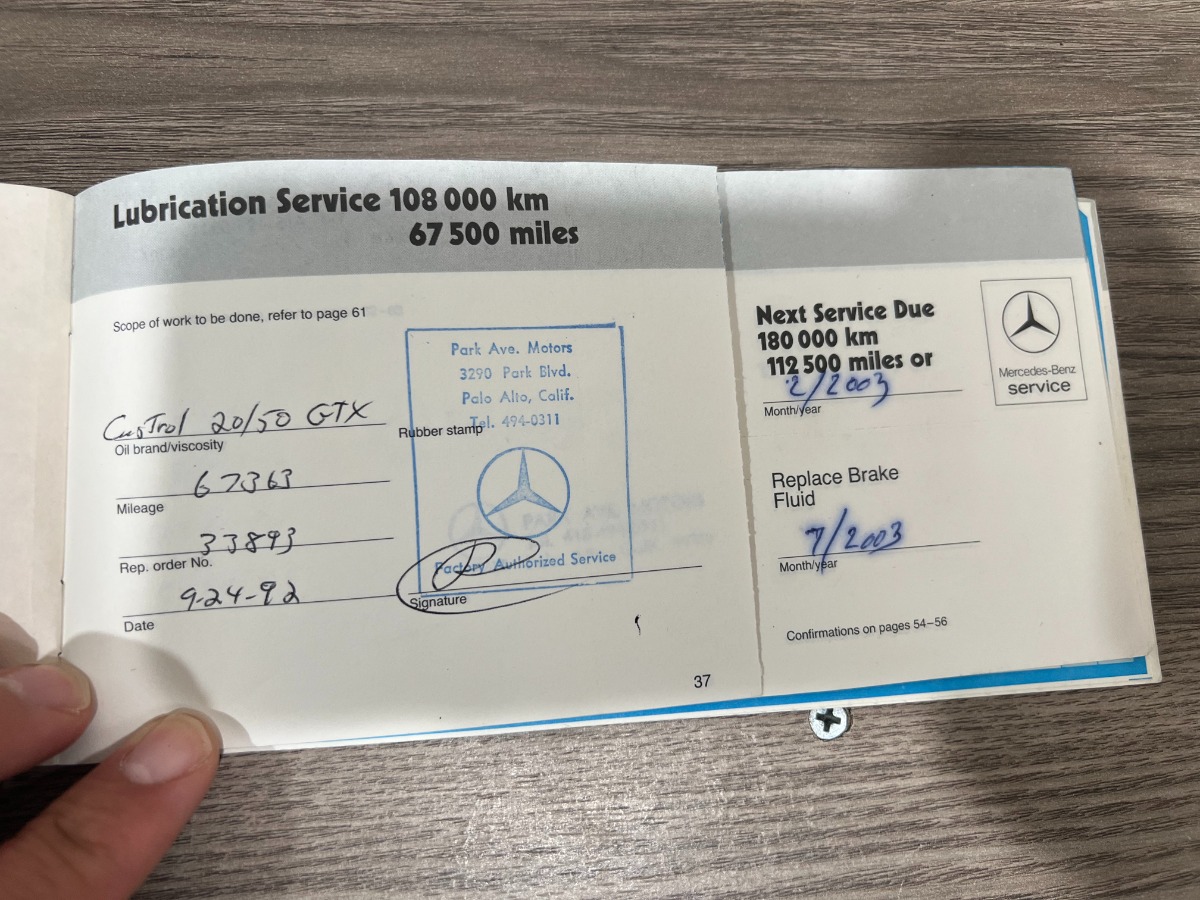 Lubrication Service 108 000 km
67 500 miles
Scope of work to be done, refer to page 61
CusTrol 20/50 GTX
Oil brand/viscosity
67363
Mileage
33893
Rep. order No.
9-24-92
Date
Park Ave. Motors
3290 Park Blvd.
Palo Alto, Calif.
Tel. 494-0311
Rubber stamp
Factory Authorized Service
Signature
37
Next Service Due
180 000 km
112 500 miles or
2/2003
Month/year
Mercedes-Benz
service
Replace Brake
Fluid
7/2003
Month/year
Confirmations on pages 54–56